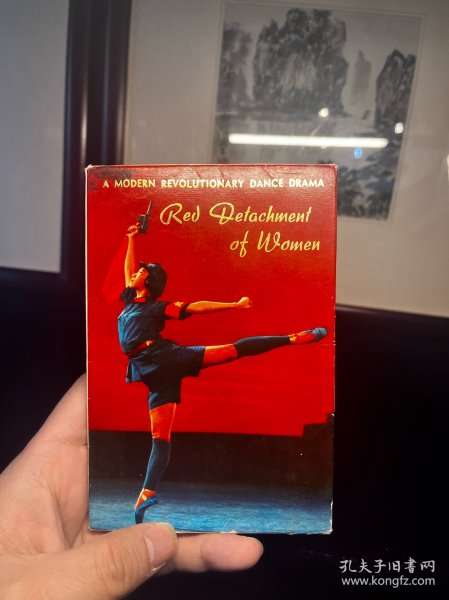 A MODERN REVOLUTIONARY DANCE DRAMA
Red Detachment
of Women
孔夫子旧书网
www.kongfz.com